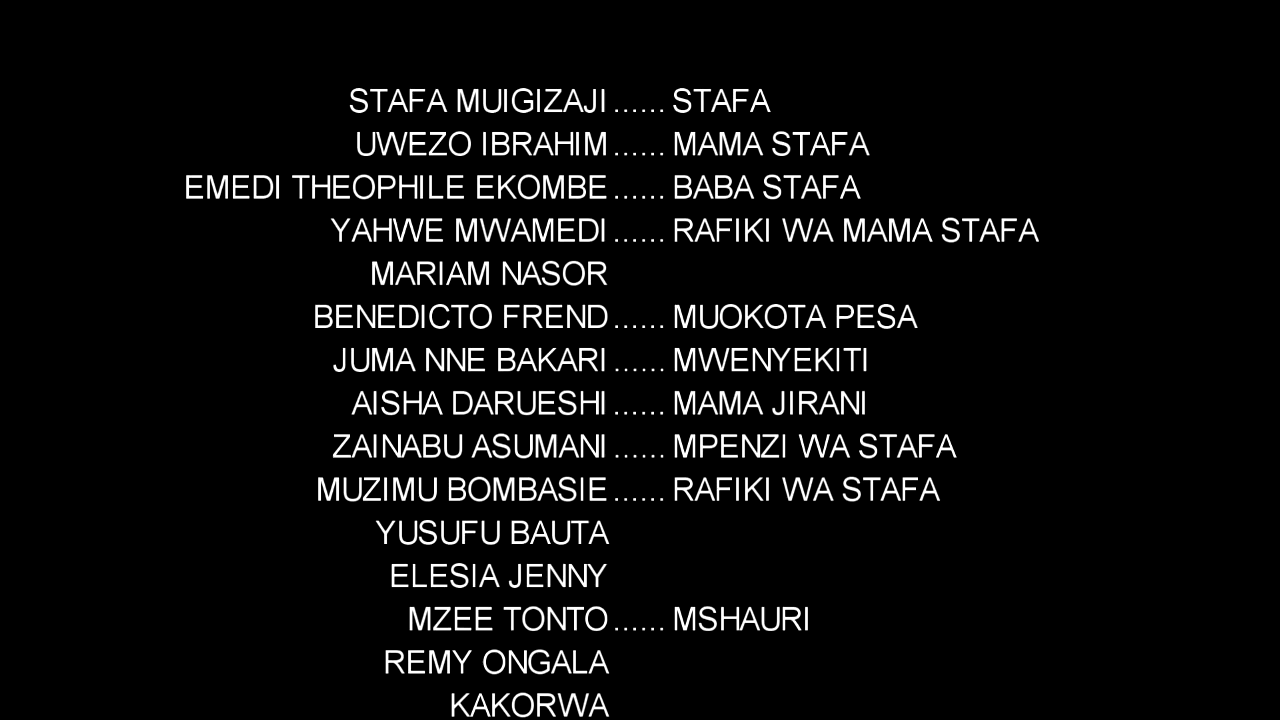 STAFA MUIGIZAJI ...... STAFA
UWEZO IBRAHIM ...... MAMA STAFA
EMEDI THEOPHILE EKOMBE ...... BABA STAFA
YAHWE MWAMEDI ...... RAFIKI WA MAMA STAFA
MARIAM NASOR
BENEDICTO FREND ...... MUOKOTA PESA
JUMA NNE BAKARI ...... MWENYEKITI
AISHA DARUESHI ...... MAMA JIRANI
ZAINABU ASUMANI ...... MPENZI WA STAFA
MUZIMU BOMBASIE ...... RAFIKI WA STAFA
YUSUFU BAUTA
ELESIA JENNY
MZEE TONTO ...... MSHAURI
REMY ONGALA
KAKORWA